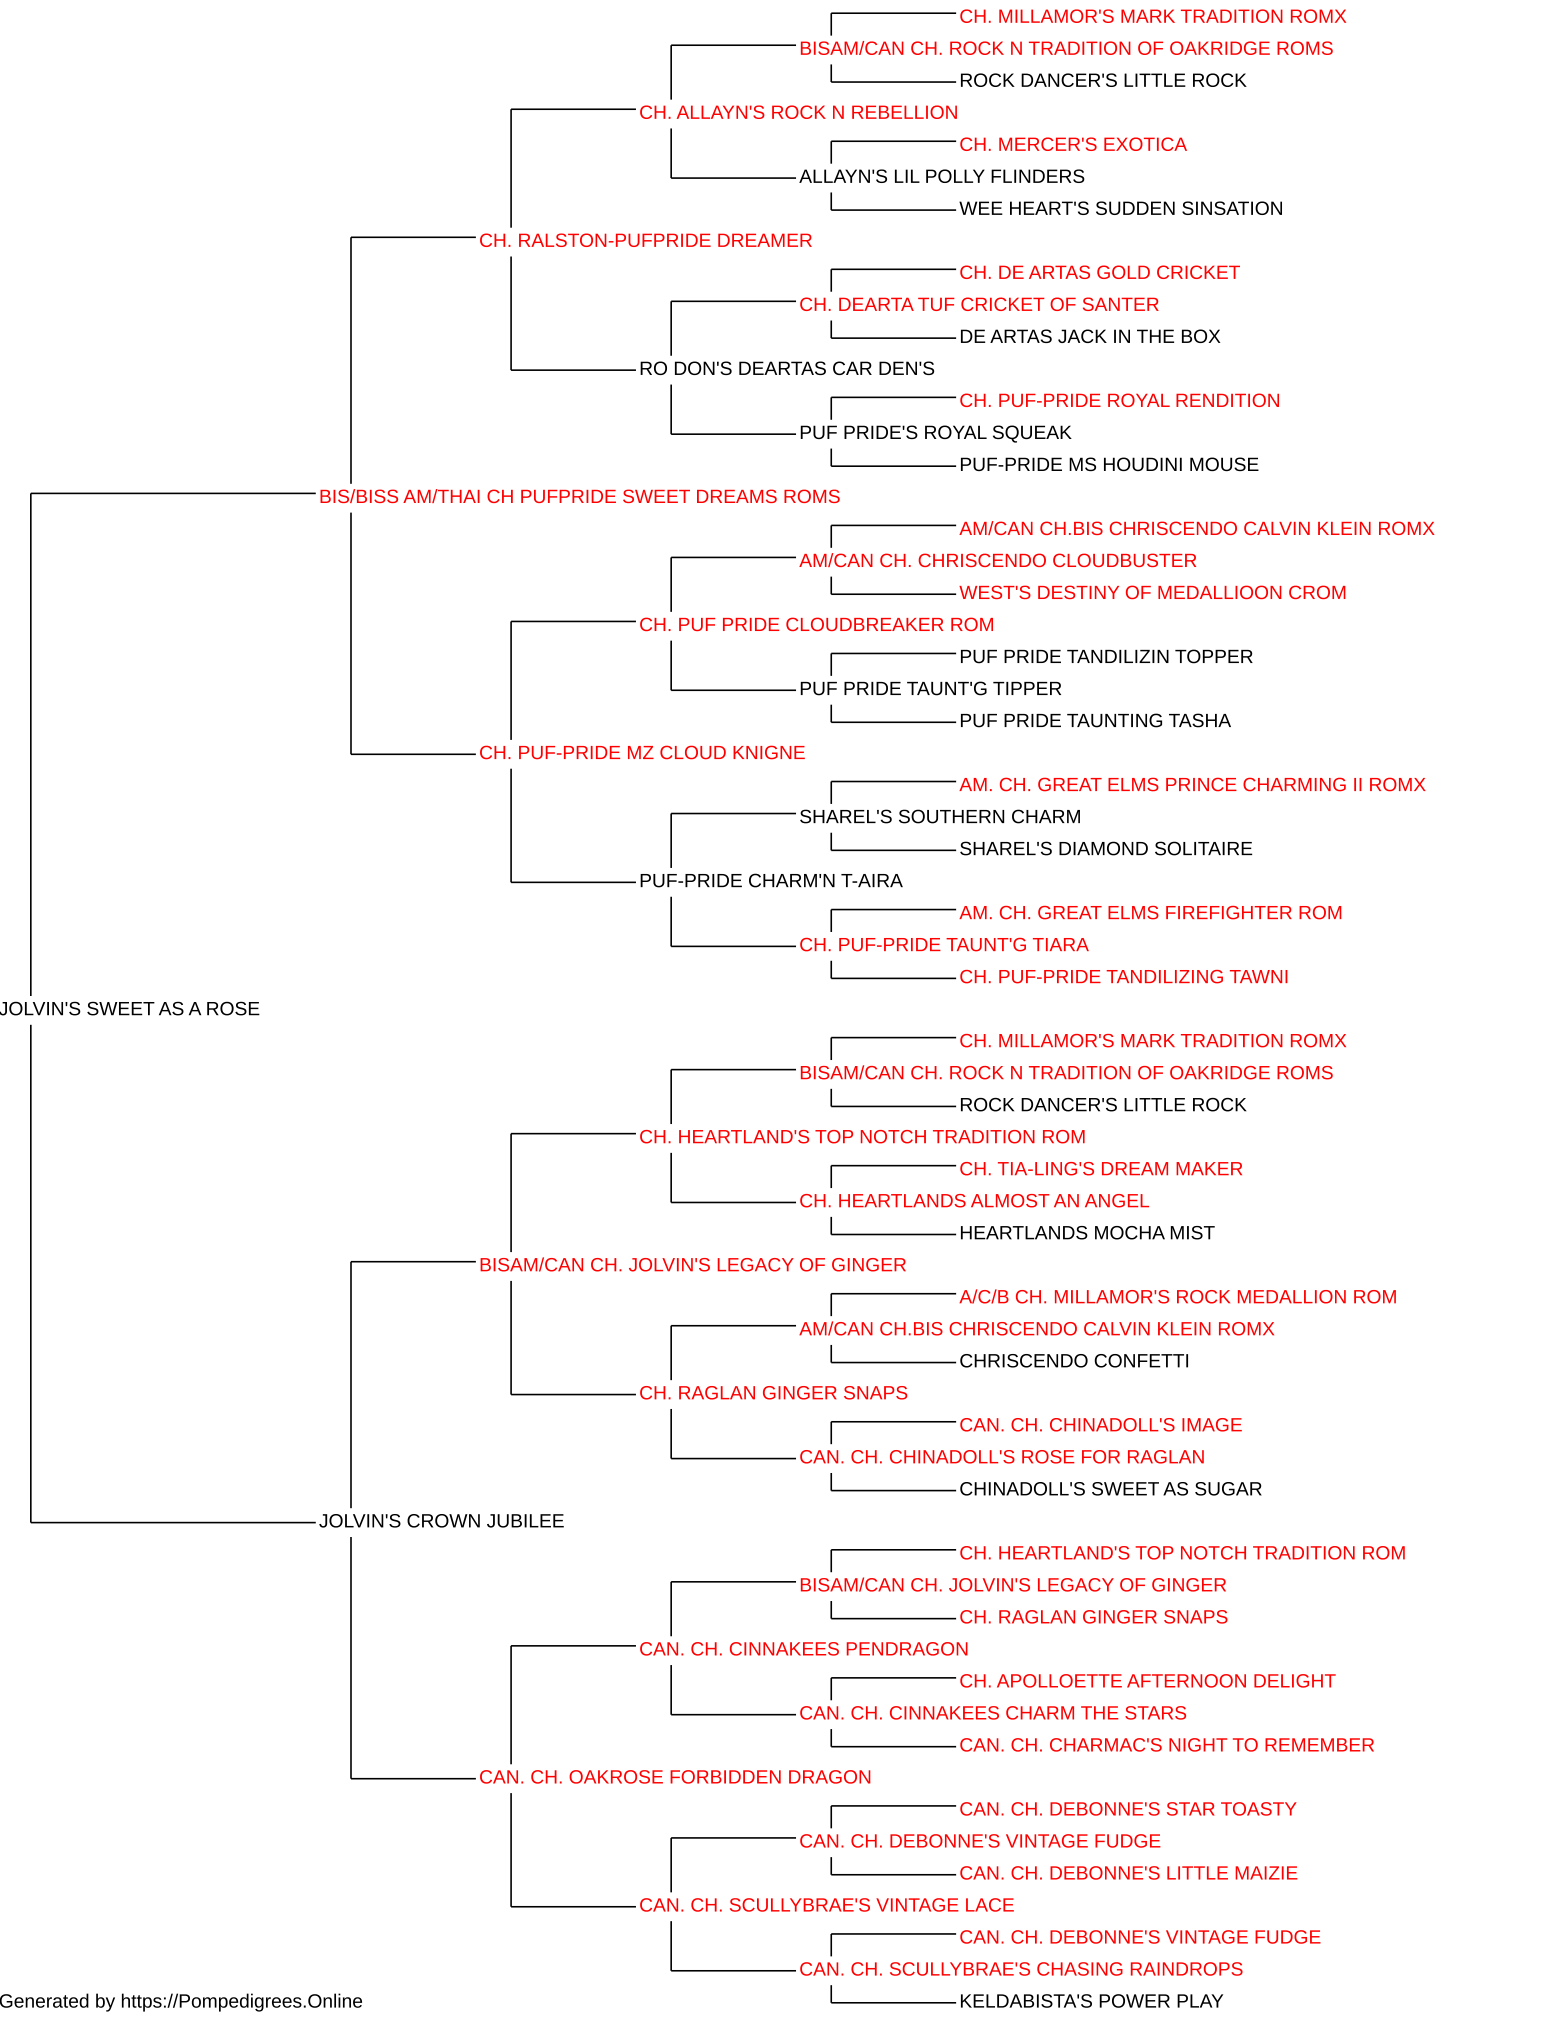 CH. MILLAMOR'S MARK TRADITION ROMX
BISAM/CAN CH. ROCK N TRADITION OF OAKRIDGE ROMS
ROCK DANCER'S LITTLE ROCK
CH. ALLAYN'S ROCK N REBELLION
CH. MERCER'S EXOTICA
ALLAYN'S LIL POLLY FLINDERS
WEE HEART'S SUDDEN SINSATION
CH. RALSTON-PUFPRIDE DREAMER
CH. DE ARTAS GOLD CRICKET
CH. DEARTA TUF CRICKET OF SANTER
DE ARTAS JACK IN THE BOX
RO DON'S DEARTAS CAR DEN'S
CH. PUF-PRIDE ROYAL RENDITION
PUF PRIDE'S ROYAL SQUEAK
PUF-PRIDE MS HOUDINI MOUSE
BIS/BISS AM/THAI CH PUFPRIDE SWEET DREAMS ROMS
AM/CAN CH.BIS CHRISCENDO CALVIN KLEIN ROMX
AM/CAN CH. CHRISCENDO CLOUDBUSTER
WEST'S DESTINY OF MEDALLIOON CROM
CH. PUF PRIDE CLOUDBREAKER ROM
PUF PRIDE TANDILIZIN TOPPER
PUF PRIDE TAUNT'G TIPPER
PUF PRIDE TAUNTING TASHA
CH. PUF-PRIDE MZ CLOUD KNIGNE
AM. CH. GREAT ELMS PRINCE CHARMING II ROMX
SHAREL'S SOUTHERN CHARM
SHAREL'S DIAMOND SOLITAIRE
PUF-PRIDE CHARM'N T-AIRA
AM. CH. GREAT ELMS FIREFIGHTER ROM
CH. PUF-PRIDE TAUNT'G TIARA
CH. PUF-PRIDE TANDILIZING TAWNI
JOLVIN'S SWEET AS A ROSE
CH. MILLAMOR'S MARK TRADITION ROMX
BISAM/CAN CH. ROCK N TRADITION OF OAKRIDGE ROMS
ROCK DANCER'S LITTLE ROCK
CH. HEARTLAND'S TOP NOTCH TRADITION ROM
CH. TIA-LING'S DREAM MAKER
CH. HEARTLANDS ALMOST AN ANGEL
HEARTLANDS MOCHA MIST
BISAM/CAN CH. JOLVIN'S LEGACY OF GINGER
A/C/B CH. MILLAMOR'S ROCK MEDALLION ROM
AM/CAN CH.BIS CHRISCENDO CALVIN KLEIN ROMX
CHRISCENDO CONFETTI
CH. RAGLAN GINGER SNAPS
CAN. CH. CHINADOLL'S IMAGE
CAN. CH. CHINADOLL'S ROSE FOR RAGLAN
CHINADOLL'S SWEET AS SUGAR
JOLVIN'S CROWN JUBILEE
CH. HEARTLAND'S TOP NOTCH TRADITION ROM
BISAM/CAN CH. JOLVIN'S LEGACY OF GINGER
CH. RAGLAN GINGER SNAPS
CAN. CH. CINNAKEES PENDRAGON
CH. APOLLOETTE AFTERNOON DELIGHT
CAN. CH. CINNAKEES CHARM THE STARS
CAN. CH. CHARMAC'S NIGHT TO REMEMBER
CAN. CH. OAKROSE FORBIDDEN DRAGON
CAN. CH. DEBONNE'S STAR TOASTY
CAN. CH. DEBONNE'S VINTAGE FUDGE
CAN. CH. DEBONNE'S LITTLE MAIZIE
CAN. CH. SCULLYBRAE'S VINTAGE LACE
CAN. CH. DEBONNE'S VINTAGE FUDGE
CAN. CH. SCULLYBRAE'S CHASING RAINDROPS
KELDABISTA'S POWER PLAY
Generated by https://Pompedigrees.Online